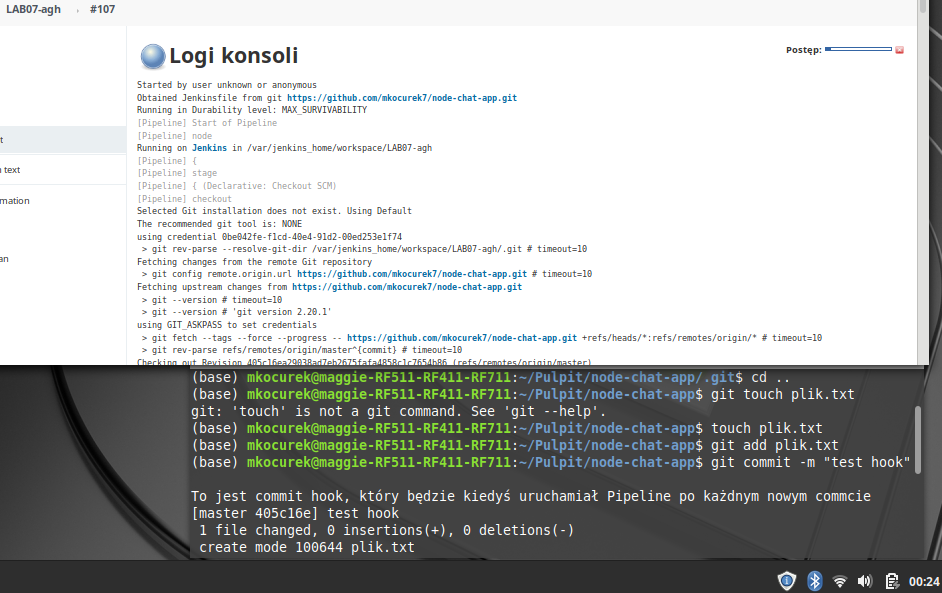 LAB07-agh › #107
Logi konsoli
Postęp:
Started by user unknown or anonymous
Obtained Jenkinsfile from git https://github.com/mkocurek7/node-chat-app.git
Running in Durability level: MAX_SURVIVABILITY
[Pipeline] Start of Pipeline
[Pipeline] node
Running on Jenkins in /var/jenkins_home/workspace/LAB07-agh
[Pipeline] {
[Pipeline] stage
[Pipeline] { (Declarative: Checkout SCM)
[Pipeline] checkout
Selected Git installation does not exist. Using Default
The recommended git tool is: NONE
using credential 0be042fe-f1cd-40e4-91d2-00ed253e1f74
> git rev-parse --resolve-git-dir /var/jenkins_home/workspace/LAB07-agh/.git # timeout=10
Fetching changes from the remote Git repository
> git config remote.origin.url https://github.com/mkocurek7/node-chat-app.git # timeout=10
Fetching upstream changes from https://github.com/mkocurek7/node-chat-app.git
> git --version # timeout=10
> git --version # 'git version 2.20.1'
using GIT_ASKPASS to set credentials
> git fetch --tags --force --progress -- https://github.com/mkocurek7/node-chat-app.git +refs/heads/*:refs/remotes/origin/* # timeout=10
> git rev-parse refs/remotes/origin/master^{commit} # timeout=10
Checking out Revision (refs/remotes/origin/master)
t
n text
mation
an
(base) mkocurek@maggie-RF511-RF411-RF711:~/Pulpit/node-chat-app/.git$ cd ..
(base) mkocurek@maggie-RF511-RF411-RF711:~/Pulpit/node-chat-app$ git touch plik.txt
git: 'touch' is not a git command. See 'git --help'.
(base) mkocurek@maggie-RF511-RF411-RF711:~/Pulpit/node-chat-app$ touch plik.txt
(base) mkocurek@maggie-RF511-RF411-RF711:~/Pulpit/node-chat-app$ git add plik.txt
(base) mkocurek@maggie-RF511-RF411-RF711:~/Pulpit/node-chat-app$ git commit -m "test hook"
To jest commit hook, który będzie kiedyś uruchamiał Pipeline po każdnym nowym commcie
[master 405c16e] test hook
1 file changed, 0 insertions(+), 0 deletions(-)
create mode 100644 plik.txt
00:24